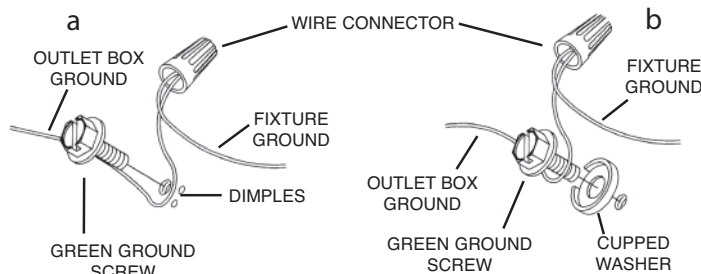 a
WIRE CONNECTOR
b
OUTLET BOX
GROUND
FIXTURE
GROUND
DIMPLES
GREEN GROUND
SCREW
FIXTURE
GROUND
OUTLET BOX
GROUND
GREEN GROUND
SCREW
CUPPED
WASHER